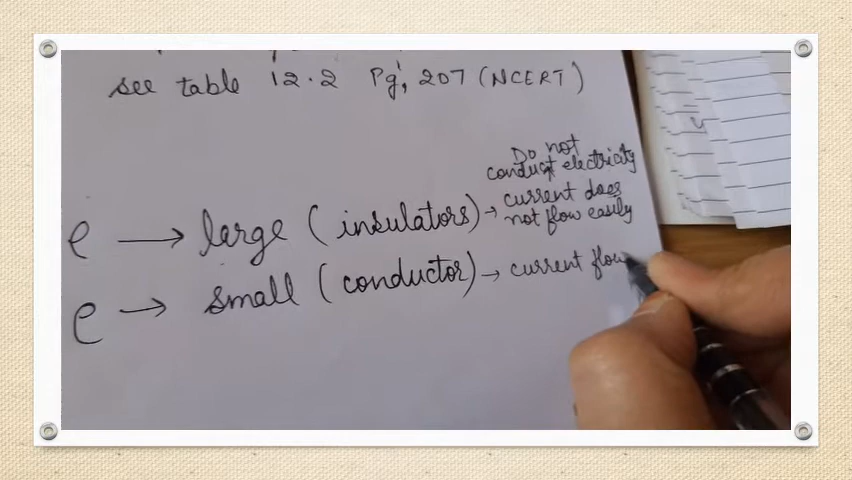 see table 12.2 Pg, 207 (NCERT)
Do not
conduct electricity
e → large (insulators) → current does
not flow easily
e → small (conductor) → current flow